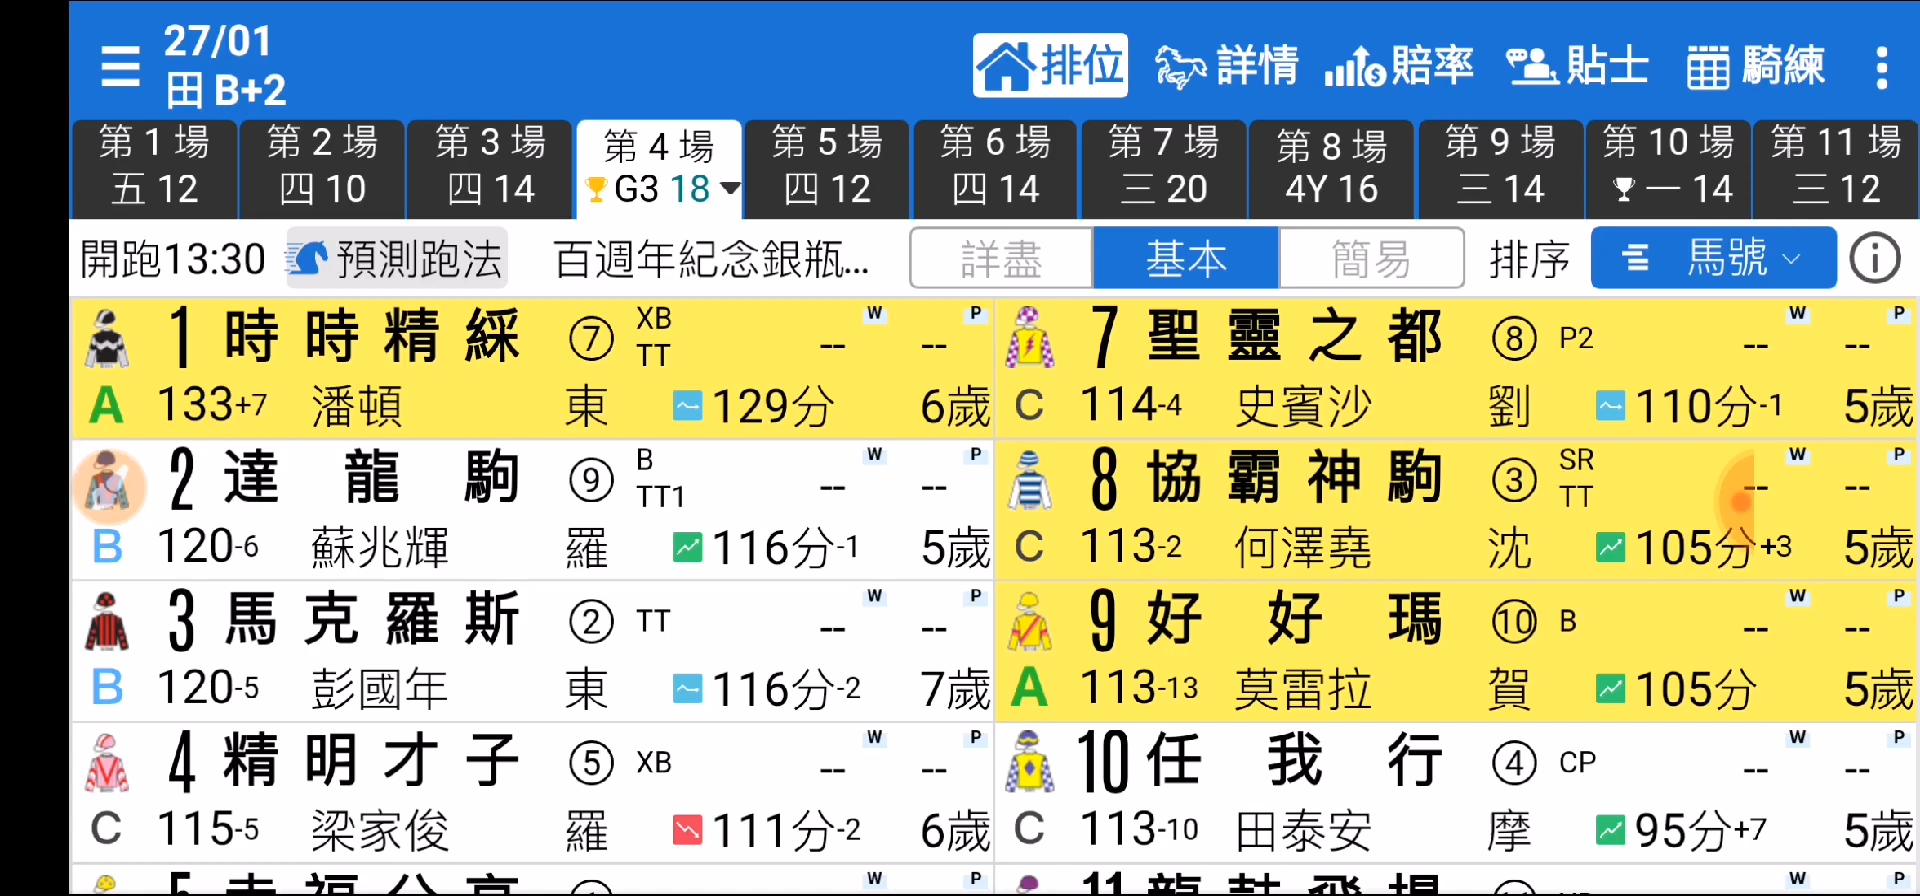 27/01
田 B+2
排位 詳情 賠率 貼士 騎練
第 1 場 第 2 場 第 3 場 第 4 場 第 5 場 第 6 場 第 7 場 第 8 場 第 9 場 第 10 場 第 11 場
五 12 四 10 四 14 G3 18 四 12 四 14 三 20 4Y 16 三 14 一 14 三 12
開跑13:30 預測跑法 百週年紀念銀瓶... 詳盡 基本 簡易 排序 馬號
1 時時精綵 ⑦ XB TT W -- P --
A 133+7 潘頓 東 129分 6歲
2 達龍駒 ⑨ B TT1 W -- P --
B 120-6 蘇兆輝 羅 116分-1 5歲
3 馬克羅斯 ② TT W -- P --
B 120-5 彭國年 東 116分-2 7歲
4 精明才子 ⑤ XB W -- P --
C 115-5 梁家俊 羅 111分-2 6歲
5 幸福公享 W P
7 聖靈之都 ⑧ P2 W -- P --
C 114-4 史賓沙 劉 110分-1 5歲
8 協霸神駒 ③ SR TT W -- P --
C 113-2 何澤堯 沈 105分+3 5歲
9 好好瑪 ⑩ B W -- P --
A 113-13 莫雷拉 賀 105分 5歲
10 任我行 ④ CP W -- P --
C 113-10 田泰安 摩 95分+7 5歲
11 龍鼓飛揚 W P